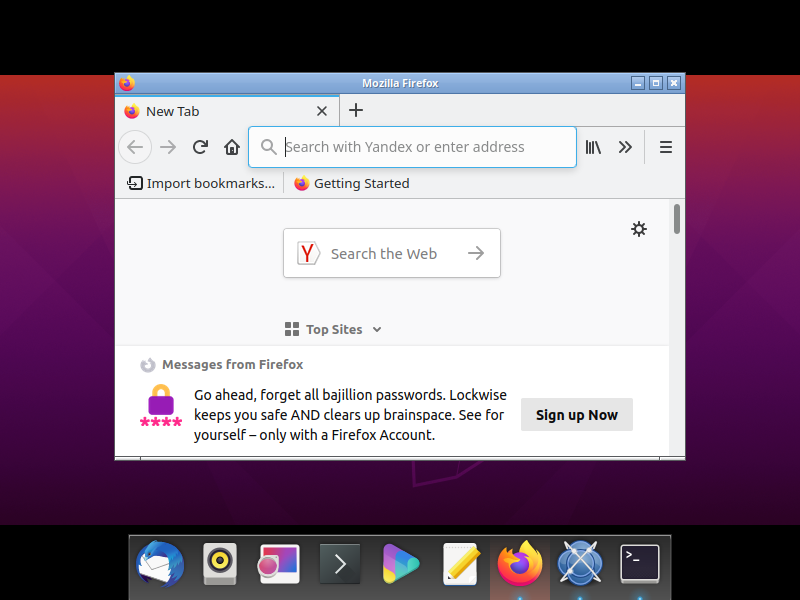 Mozilla Firefox
New Tab
Search with Yandex or enter address
Import bookmarks... Getting Started
Y Search the Web
Top Sites
Messages from Firefox
Go ahead, forget all bajillion passwords. Lockwise
keeps you safe AND clears up brainspace. See for
yourself – only with a Firefox Account.
Sign up Now